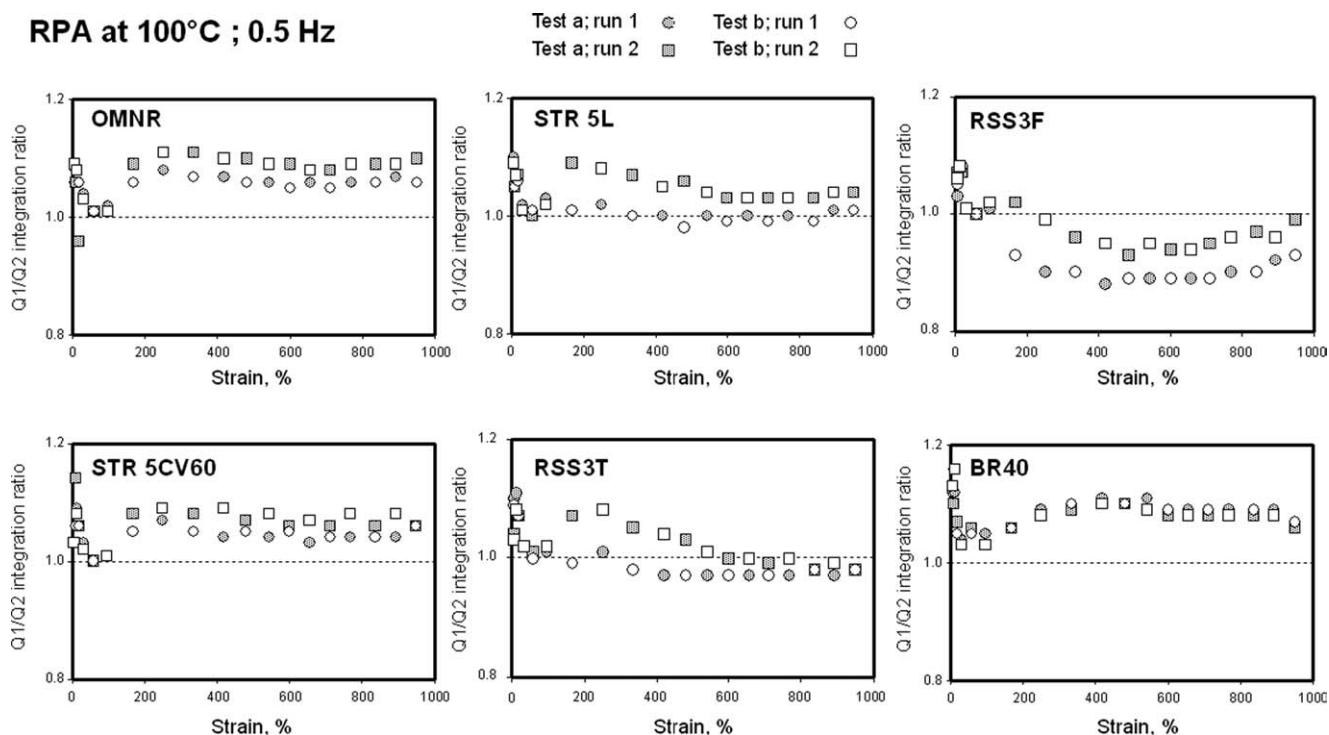 RPA at 100°C ; 0.5 Hz
Test a; run 1
Test b; run 1
Test a; run 2
Test b; run 2
OMNR
Q1/Q2 integration ratio
1.2
1.0
0.8
0 200 400 600 800 1000
Strain, %
STR 5L
Q1/Q2 integration ratio
1.2
1.0
0.8
0 200 400 600 800 1000
Strain, %
RSS3F
Q1/Q2 integration ratio
1.2
1.0
0.8
0 200 400 600 800 1000
Strain, %
STR 5CV60
Q1/Q2 integration ratio
1.2
1.0
0.8
0 200 400 600 800 1000
Strain, %
RSS3T
Q1/Q2 integration ratio
1.2
1.0
0.8
0 200 400 600 800 1000
Strain, %
BR40
Q1/Q2 integration ratio
1.2
1.0
0.8
0 200 400 600 800 1000
Strain, %